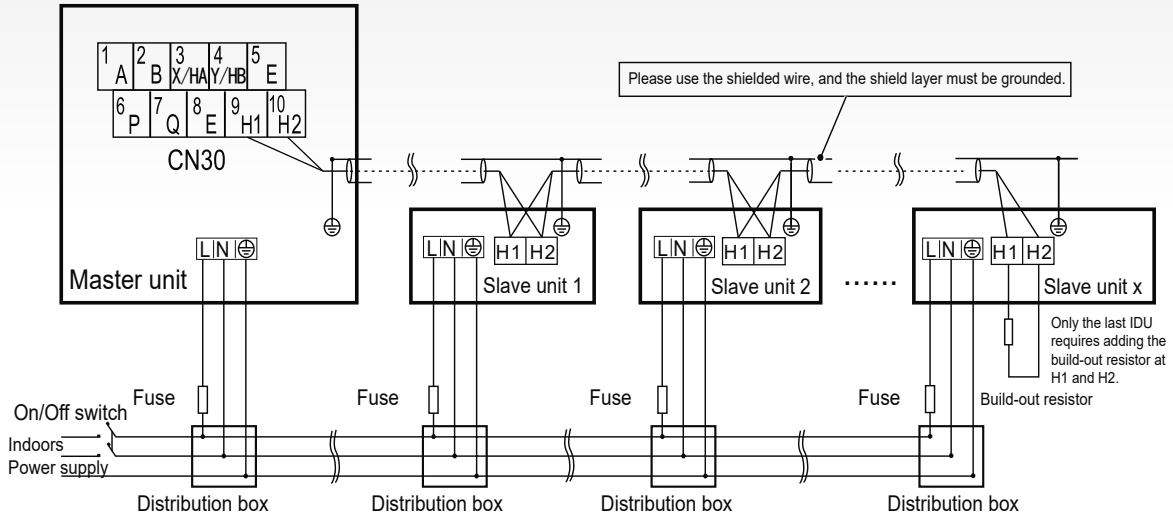 1 2 3 4 5
A B X/HA Y/HB E
6 7 8 9 10
P Q E H1 H2
CN30
Please use the shielded wire, and the shield layer must be grounded.
L N
Master unit
L N
H1 H2
Slave unit 1
L N
H1 H2
Slave unit 2
......
L N
H1 H2
Slave unit x
Only the last IDU
requires adding the
build-out resistor at
H1 and H2.
Build-out resistor
Fuse
Fuse
Fuse
Fuse
On/Off switch
Indoors
Power supply
Distribution box
Distribution box
Distribution box
Distribution box